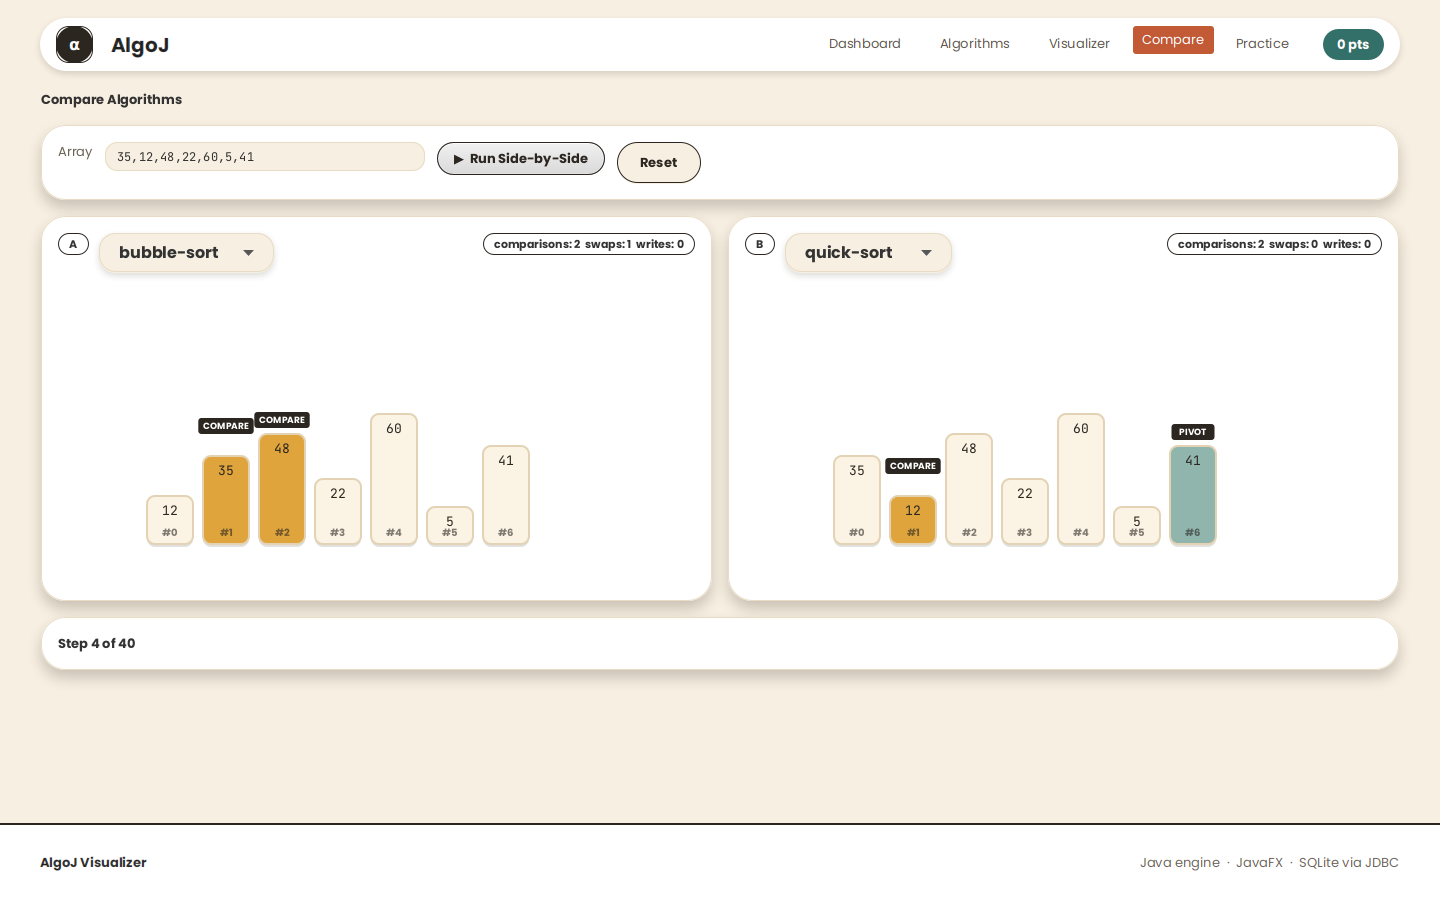 α AlgoJ Dashboard Algorithms Visualizer Compare Practice 0 pts
Compare Algorithms
Array 35,12,48,22,60,5,41 ▶ Run Side-by-Side Reset
A bubble-sort comparisons: 2 swaps: 1 writes: 0
COMPARE COMPARE
12 35 48 22 60 5 41
#0 #1 #2 #3 #4 #5 #6
B quick-sort comparisons: 2 swaps: 0 writes: 0
COMPARE PIVOT
35 12 48 22 60 5 41
#0 #1 #2 #3 #4 #5 #6
Step 4 of 40
AlgoJ Visualizer Java engine · JavaFX · SQLite via JDBC